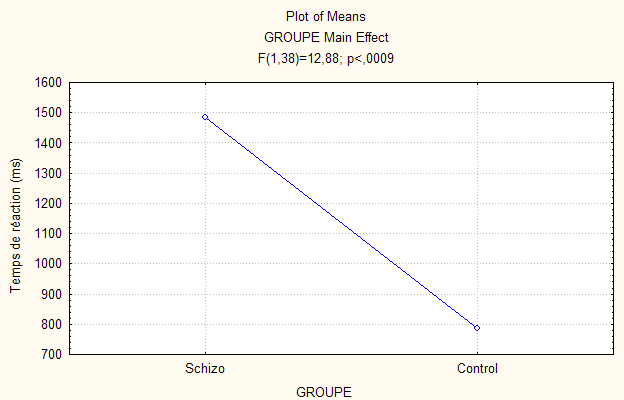 Plot of Means
GROUPE Main Effect
F(1,38)=12,88; p<,0009
Temps de réaction (ms)
1600
1500
1400
1300
1200
1100
1000
900
800
700
Schizo Control
GROUPE